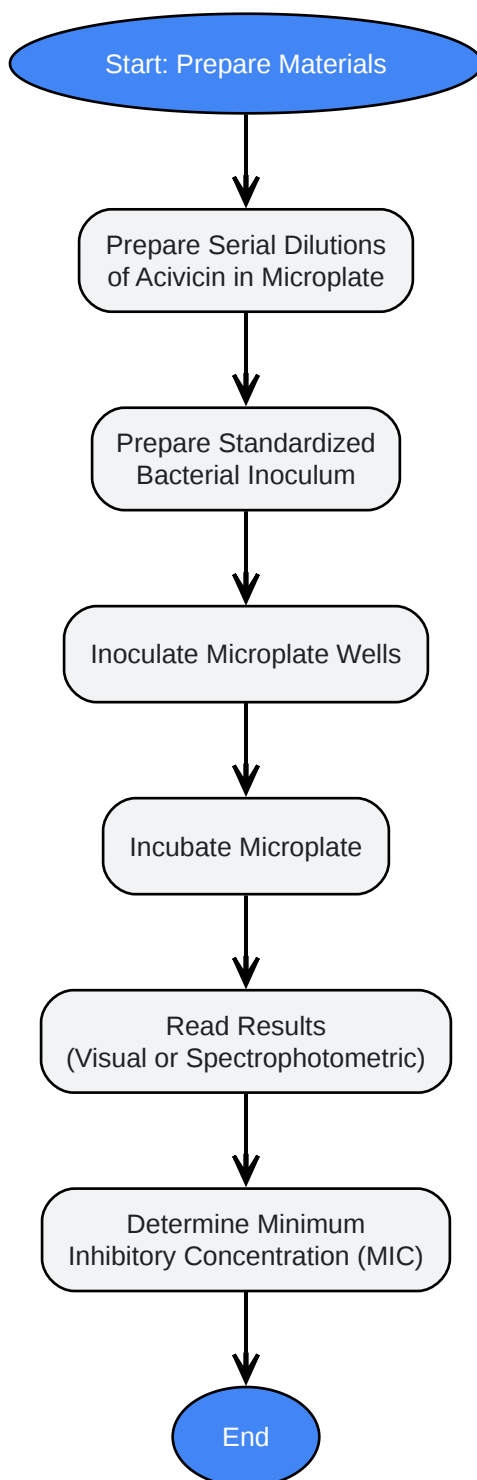 Start: Prepare Materials
Prepare Serial Dilutions
of Acivicin in Microplate
Prepare Standardized
Bacterial Inoculum
Inoculate Microplate Wells
Incubate Microplate
Read Results
(Visual or Spectrophotometric)
Determine Minimum
Inhibitory Concentration (MIC)
End